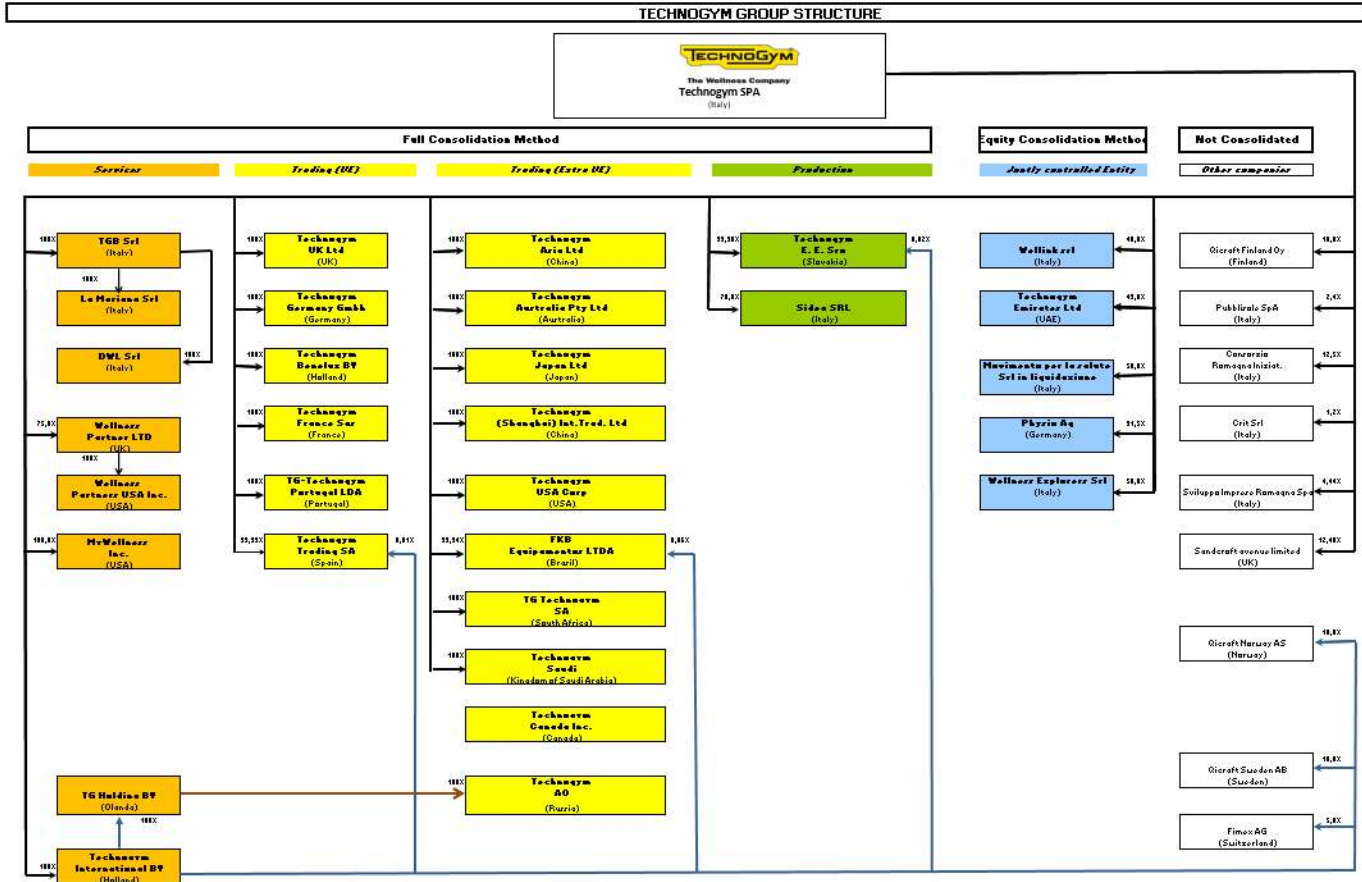 TECHNOGYM GROUP STRUCTURE
TECHNOGYM
The Wellness Company
Technogym SPA
(Italy)
Full Consolidation Method
Equity Consolidation Method
Not Consolidated
Services
Trading (UE)
Trading (Extra UE)
Production
Jointly controlled Entity
Other companies
100%
TGB Srl
(Italy)
100%
La Mariana Srl
(Italy)
DWL Srl
(Italy)
100%
75,0%
Wellness
Partner LTD
(UK)
100%
Wellness
Partners USA Inc.
(USA)
100,0%
MyWellness
Inc.
(USA)
TG Holding BV
(Olanda)
100%
100%
Technogym
International BV
(Holland)
100%
Technogym
UK Ltd
(UK)
100%
Technogym
Germany Gmbh
(Germany)
100%
Technogym
Benelux BV
(Holland)
100%
Technogym
France Sas
(France)
100%
TG-Technogym
Portugal LDA
(Portugal)
99,99%
Technogym
Trading SA
(Spain)
0,01%
100%
Technogym
Asia Ltd
(China)
100%
Technogym
Australia Pty Ltd
(Australia)
100%
Technogym
Japan Ltd
(Japan)
100%
Technogym
(Shanghai) Int.Trad. Ltd
(China)
100%
Technogym
USA Corp
(USA)
99,94%
FKB
Equipamentos LTDA
(Brazil)
0,06%
100%
TG Technogym
SA
(South Africa)
100%
Technogym
Saudi
(Kingdom of Saudi Arabia)
Technogym
Canada Inc.
(Canada)
100%
Technogym
AO
(Russia)
99,98%
Technogym
E. E. Sro
(Slovakia)
0,02%
70,0%
Sidea SRL
(Italy)
Wellink srl
(Italy)
40,0%
Technogym
Emirates Ltd
(UAE)
49,0%
Movimento per la salute
Srl in liquidazione
(Italy)
50,0%
Physio Ag
(Germany)
Wellness Explorers Srl
(Italy)
50,0%
Qicraft Finland Oy
(Finland)
10,0%
Pubblisole SpA
(Italy)
2,4%
Consorzio
Romagna Iniziat.
(Italy)
12,5%
Crit Srl
(Italy)
1,2%
Sviluppo Imprese Romagna Spa
(Italy)
4,44%
Sandcraft avenue limited
(UK)
12,40%
Qicraft Norway AS
(Norway)
10,0%
Qicraft Sweden AB
(Sweden)
10,0%
Fimex AG
(Suitzerland)
5,0%